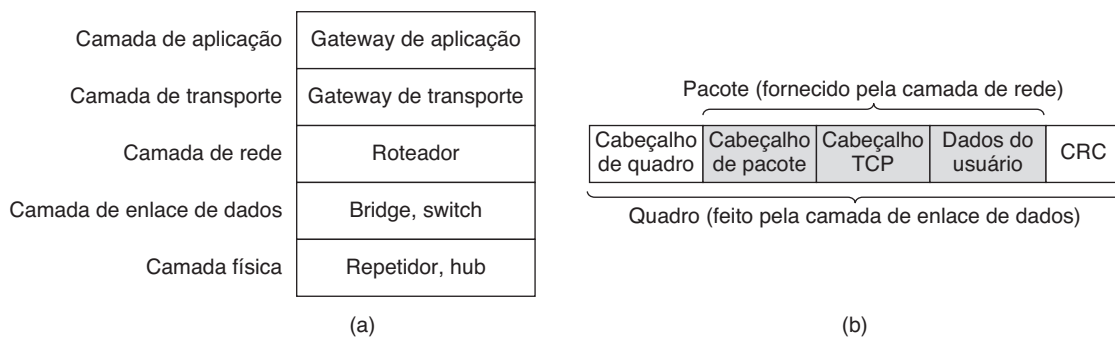 Camada de aplicação Gateway de aplicação
Camada de transporte Gateway de transporte
Camada de rede Roteador
Camada de enlace de dados Bridge, switch
Camada física Repetidor, hub
(a)
Pacote (fornecido pela camada de rede)
Cabeçalho de quadro
Cabeçalho de pacote
Cabeçalho TCP
Dados do usuário
CRC
Quadro (feito pela camada de enlace de dados)
(b)